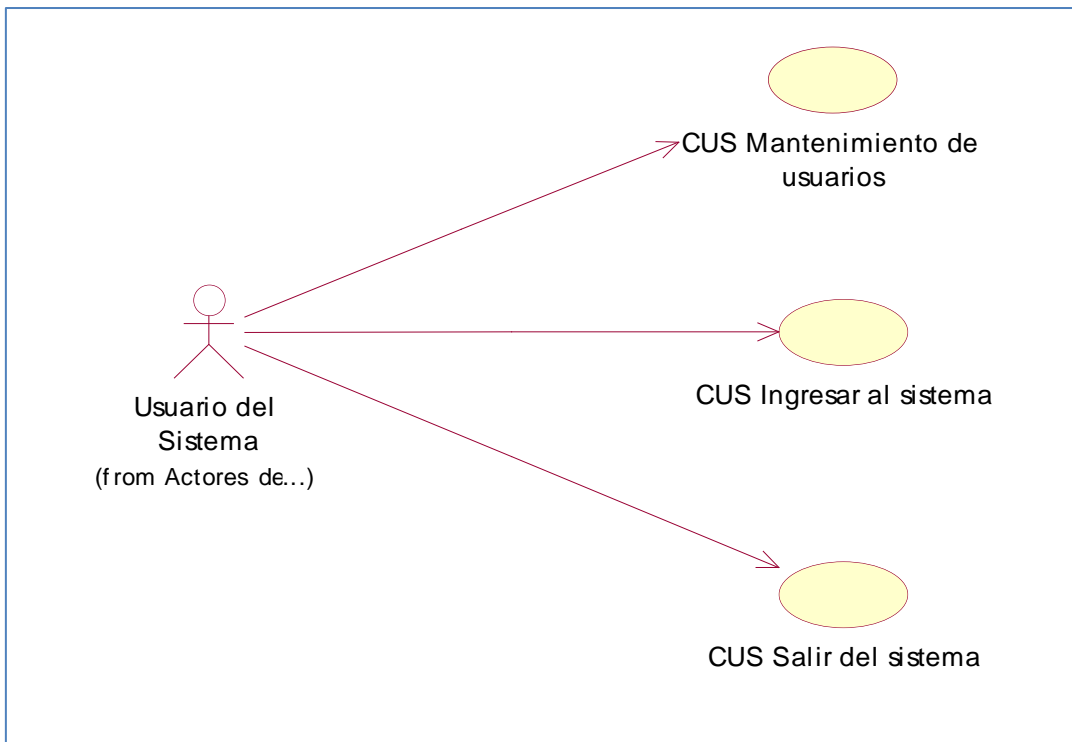 CUS Mantenimiento de
usuarios
CUS Ingresar al sistema
Usuario del
Sistema
(from Actores de...)
CUS Salir del sistema